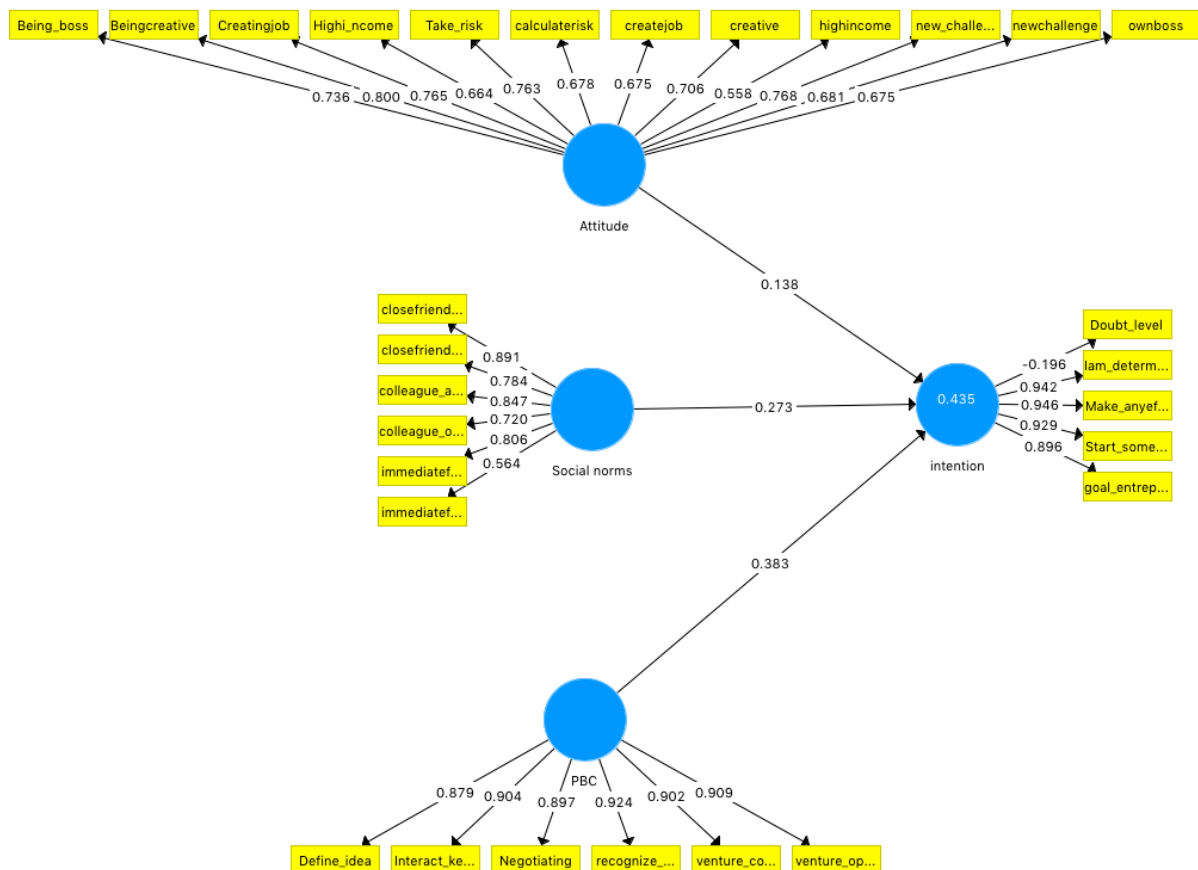 Being_boss
Beingcreative
Creatingjob
Highi_ncome
Take_risk
calculaterisk
createjob
creative
highincome
new_challe...
newchallenge
ownboss
0.736
0.800
0.765
0.664
0.763
0.678
0.675
0.706
0.558
0.768
0.681
0.675
Attitude
0.138
closefriend...
closefriend...
colleague_a...
colleague_o...
immediatef...
immediatef...
0.891
0.784
0.847
0.720
0.806
0.564
Social norms
0.273
0.435
intention
-0.196
0.942
0.946
0.929
0.896
Doubt_level
Iam_determ...
Make_anyef...
Start_some...
goal_entrep...
0.383
PBC
0.879
0.904
0.897
0.924
0.902
0.909
Define_idea
Interact_ke...
Negotiating
recognize_...
venture_co...
venture_op...